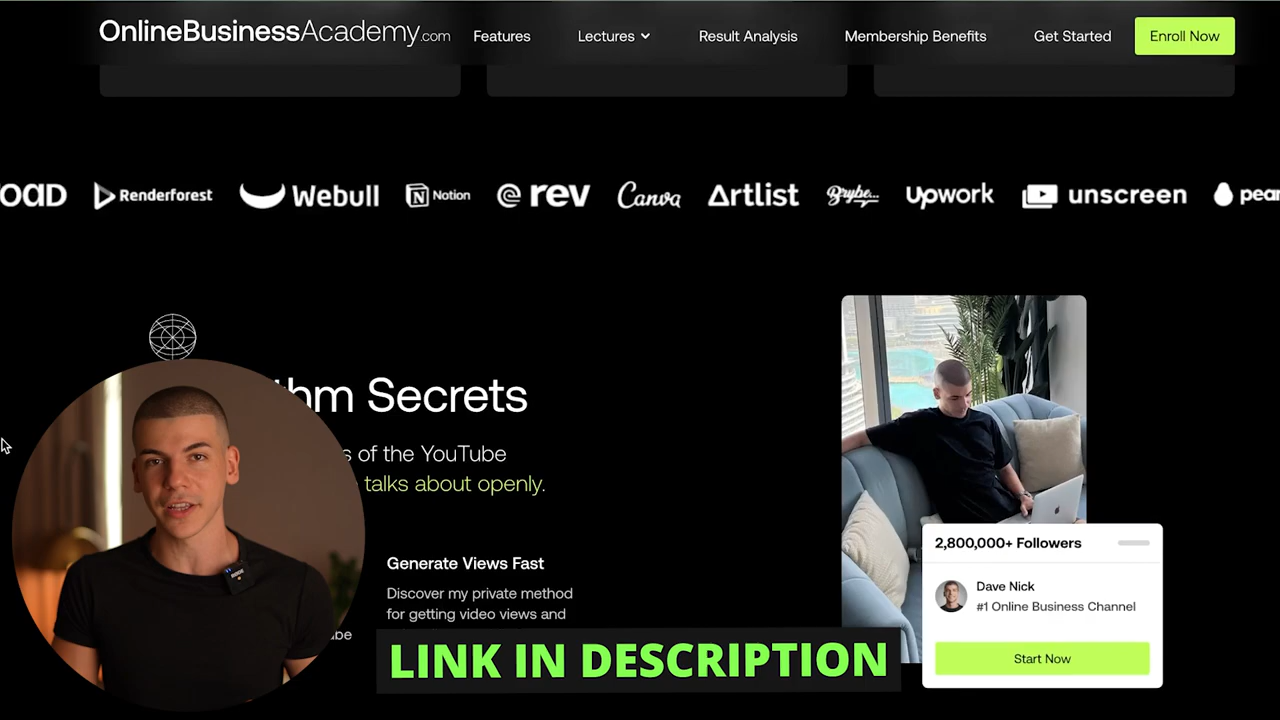 OnlineBusinessAcademy.com
Features
Lectures
Result Analysis
Membership Benefits
Get Started
Enroll Now
Renderforest
Webull
Notion
rev
Canva
Artlist
Upwork
unscreen
Secrets
of the YouTube
talks about openly.
Generate Views Fast
Discover my private method
for getting video views and
2,800,000+ Followers
Dave Nick
#1 Online Business Channel
Start Now
LINK IN DESCRIPTION